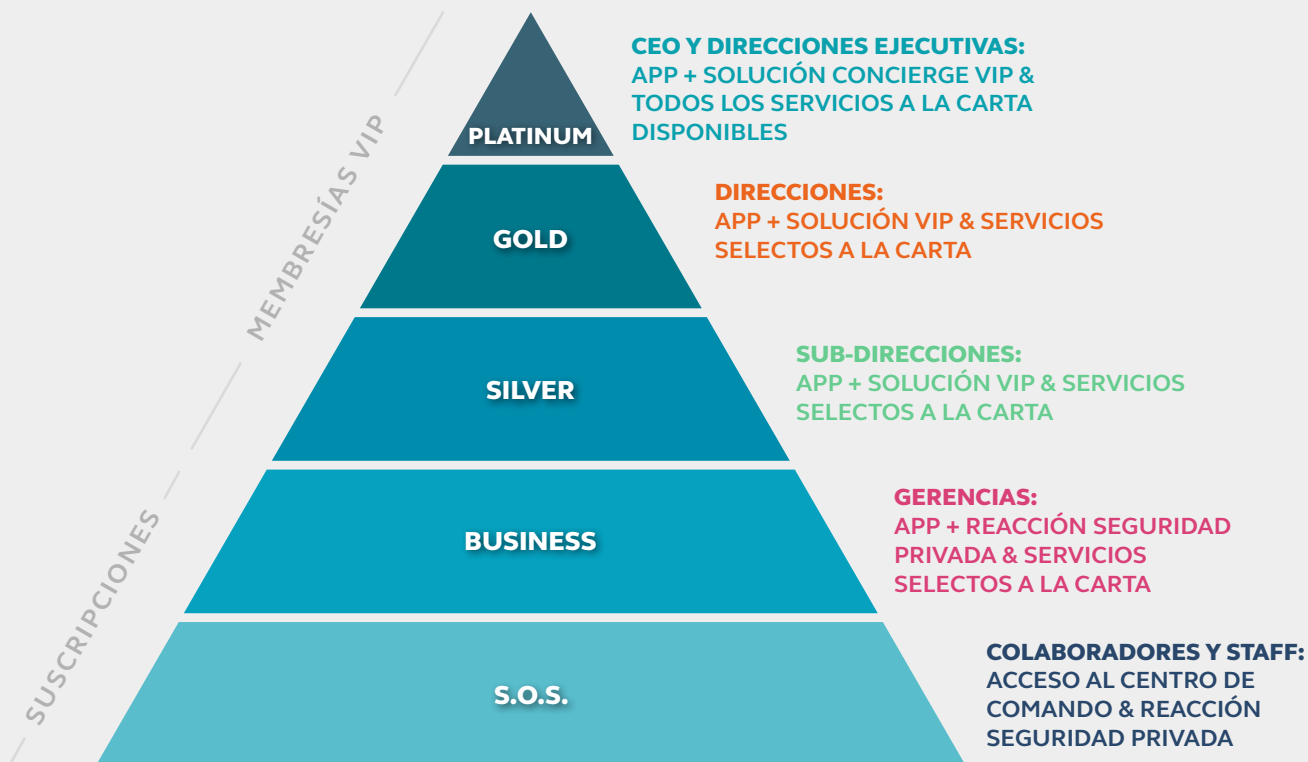 MEMBRESÍAS VIP
SUSCRIPCIONES
PLATINUM
CEO Y DIRECCIONES EJECUTIVAS:
APP + SOLUCIÓN CONCIERGE VIP &
TODOS LOS SERVICIOS A LA CARTA
DISPONIBLES
GOLD
DIRECCIONES:
APP + SOLUCIÓN VIP & SERVICIOS
SELECTOS A LA CARTA
SILVER
SUB-DIRECCIONES:
APP + SOLUCIÓN VIP & SERVICIOS
SELECTOS A LA CARTA
BUSINESS
GERENCIAS:
APP + REACCIÓN SEGURIDAD
PRIVADA & SERVICIOS
SELECTOS A LA CARTA
S.O.S.
COLABORADORES Y STAFF:
ACCESO AL CENTRO DE
COMANDO & REACCIÓN
SEGURIDAD PRIVADA